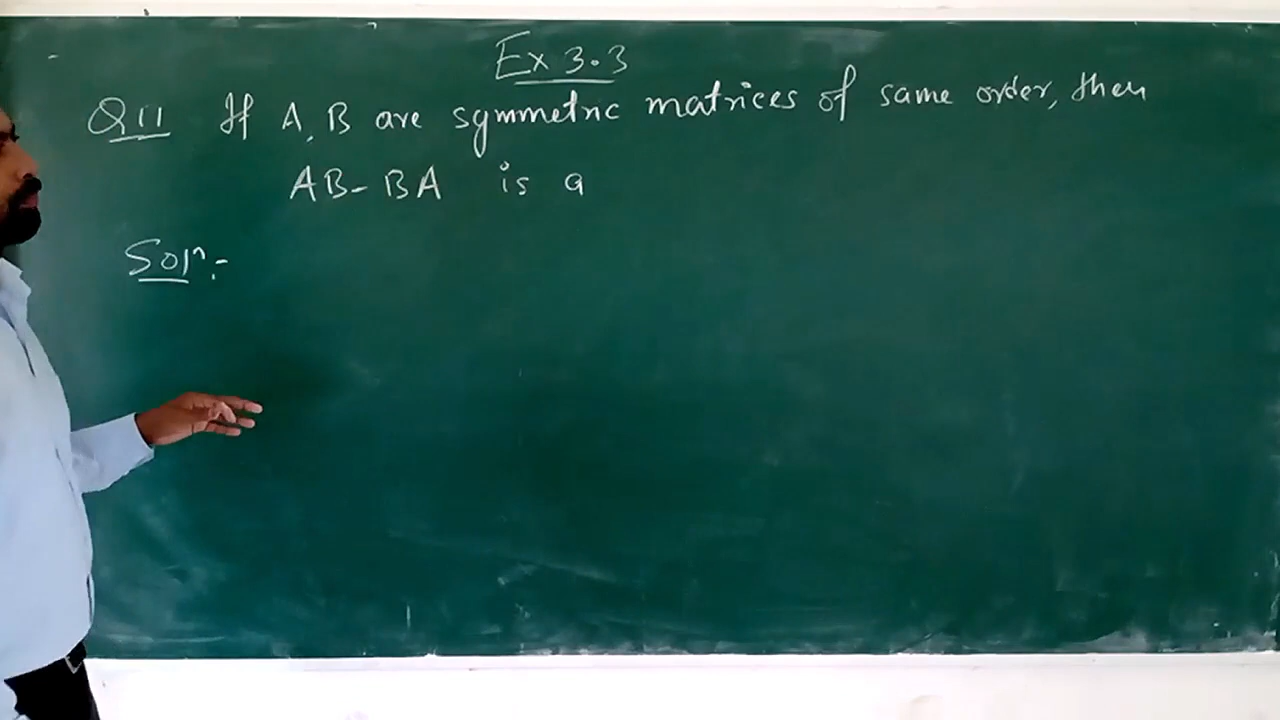 Ex 3.3
Q11 If A, B are symmetric matrices of same order, then
AB - BA is a
Solⁿ:-